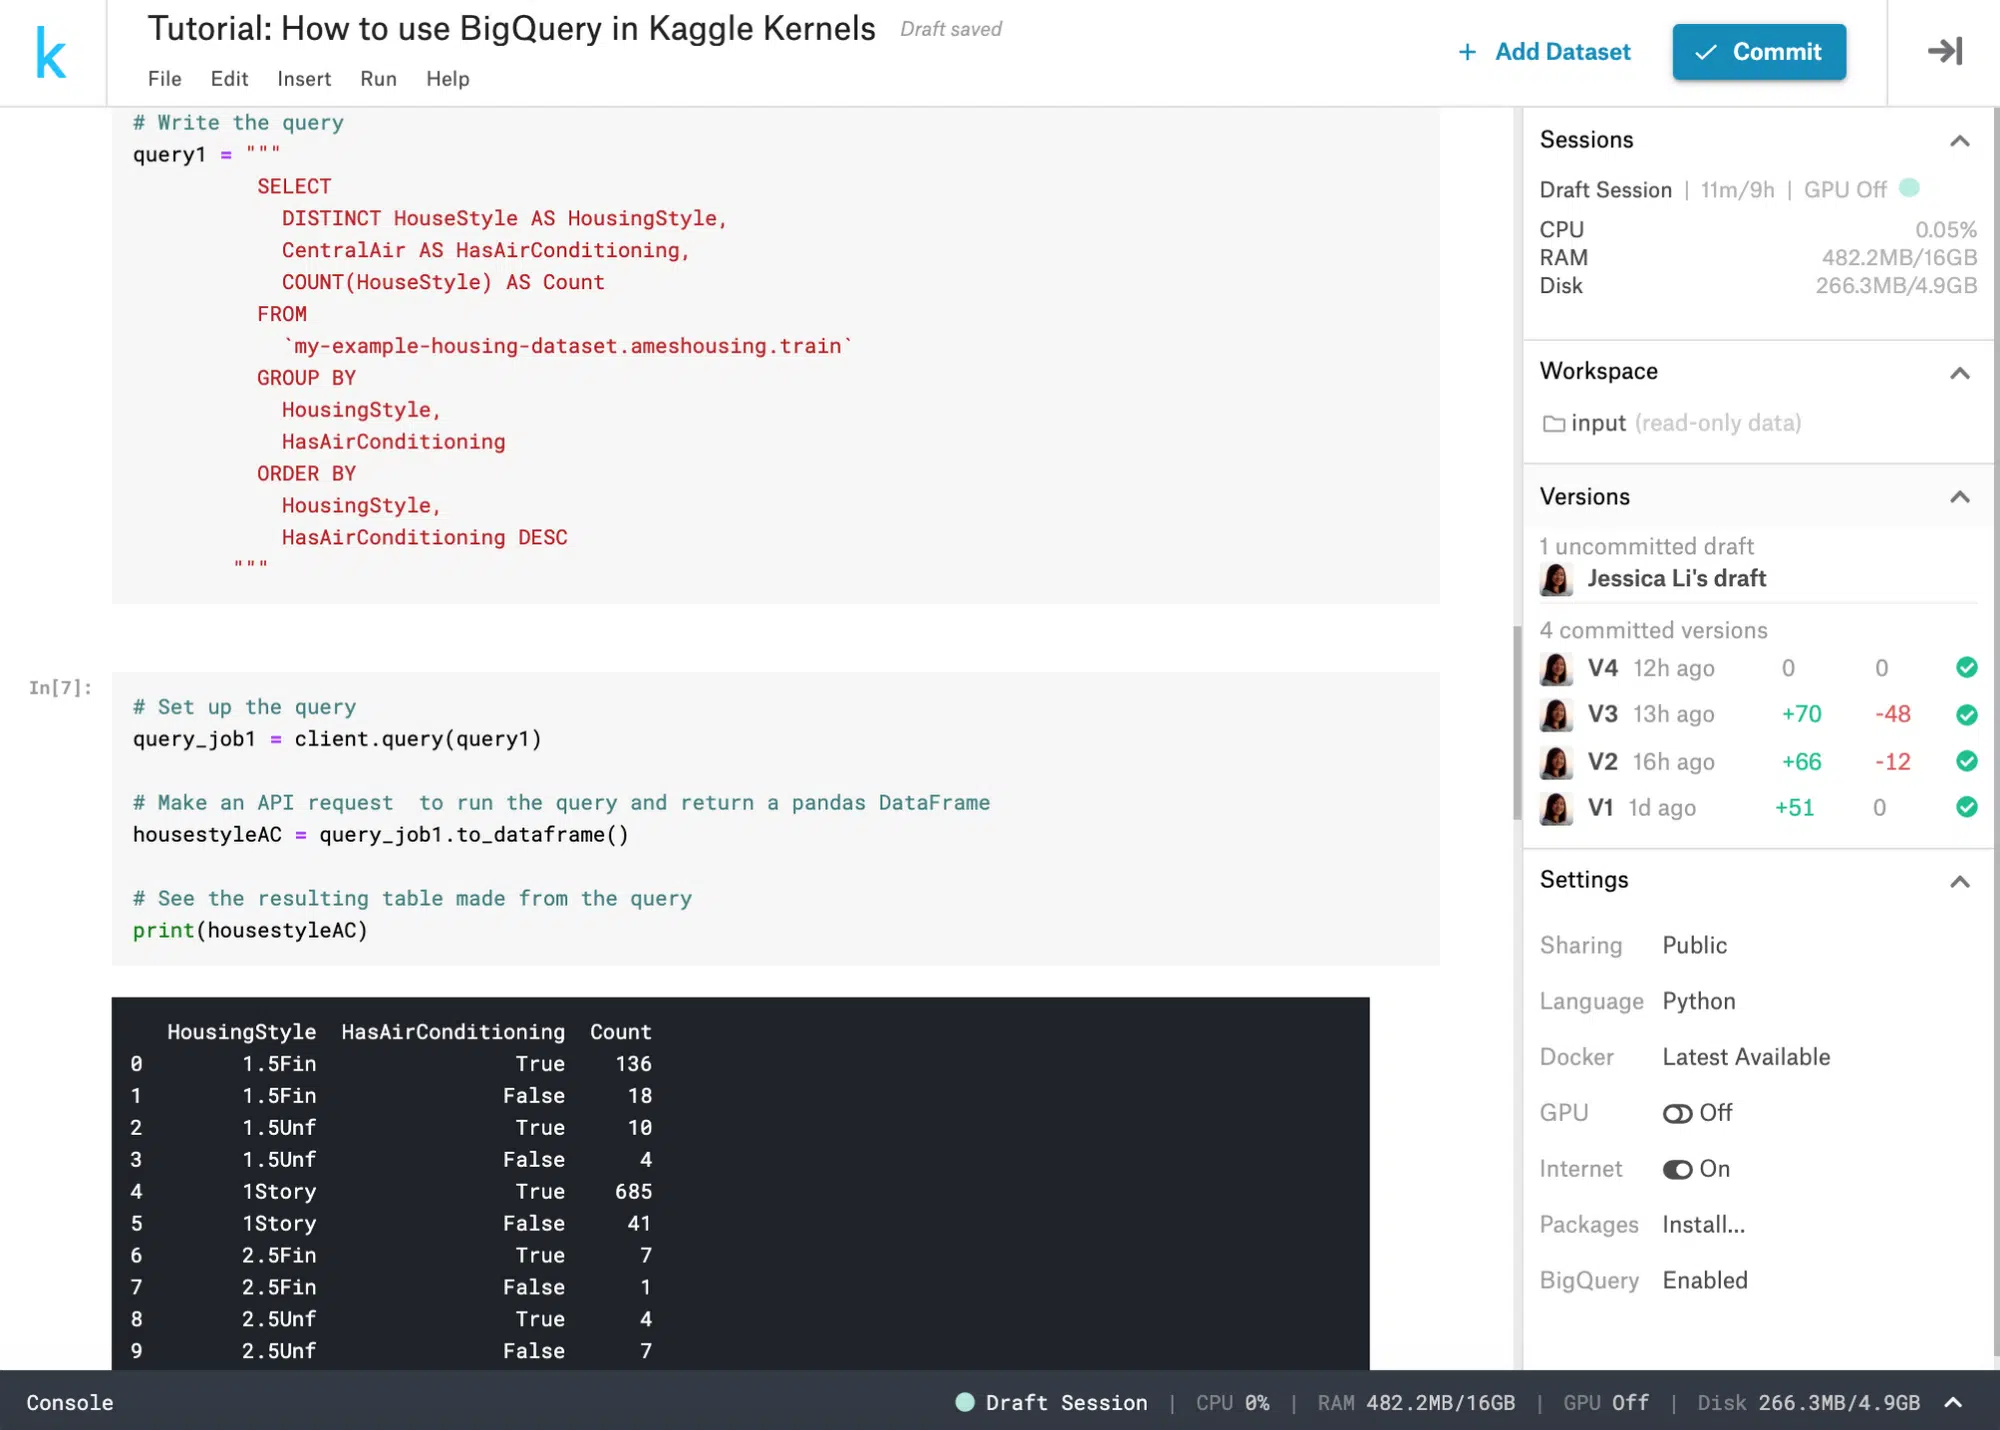 k
Tutorial: How to use BigQuery in Kaggle Kernels
Draft saved
File Edit Insert Run Help
+ Add Dataset
Commit
# Write the query
query1 = """
SELECT
DISTINCT HouseStyle AS HousingStyle,
CentralAir AS HasAirConditioning,
COUNT(HouseStyle) AS Count
FROM
`my-example-housing-dataset.ameshousing.train`
GROUP BY
HousingStyle,
HasAirConditioning
ORDER BY
HousingStyle,
HasAirConditioning DESC
"""
In[7]:
# Set up the query
query_job1 = client.query(query1)
# Make an API request  to run the query and return a pandas DataFrame
housestyleAC = query_job1.to_dataframe()
# See the resulting table made from the query
print(housestyleAC)
HousingStyle HasAirConditioning Count
0 1.5Fin True 136
1 1.5Fin False 18
2 1.5Unf True 10
3 1.5Unf False 4
4 1Story True 685
5 1Story False 41
6 2.5Fin True 7
7 2.5Fin False 1
8 2.5Unf True 4
9 2.5Unf False 7
Sessions
Draft Session | 11m/9h | GPU Off
CPU 0.05%
RAM 482.2MB/16GB
Disk 266.3MB/4.9GB
Workspace
input (read-only data)
Versions
1 uncommitted draft
Jessica Li's draft
4 committed versions
V4 12h ago 0 0
V3 13h ago +70 -48
V2 16h ago +66 -12
V1 1d ago +51 0
Settings
Sharing Public
Language Python
Docker Latest Available
GPU Off
Internet On
Packages Install...
BigQuery Enabled
Console
Draft Session | CPU 0% | RAM 482.2MB/16GB | GPU Off | Disk 266.3MB/4.9GB